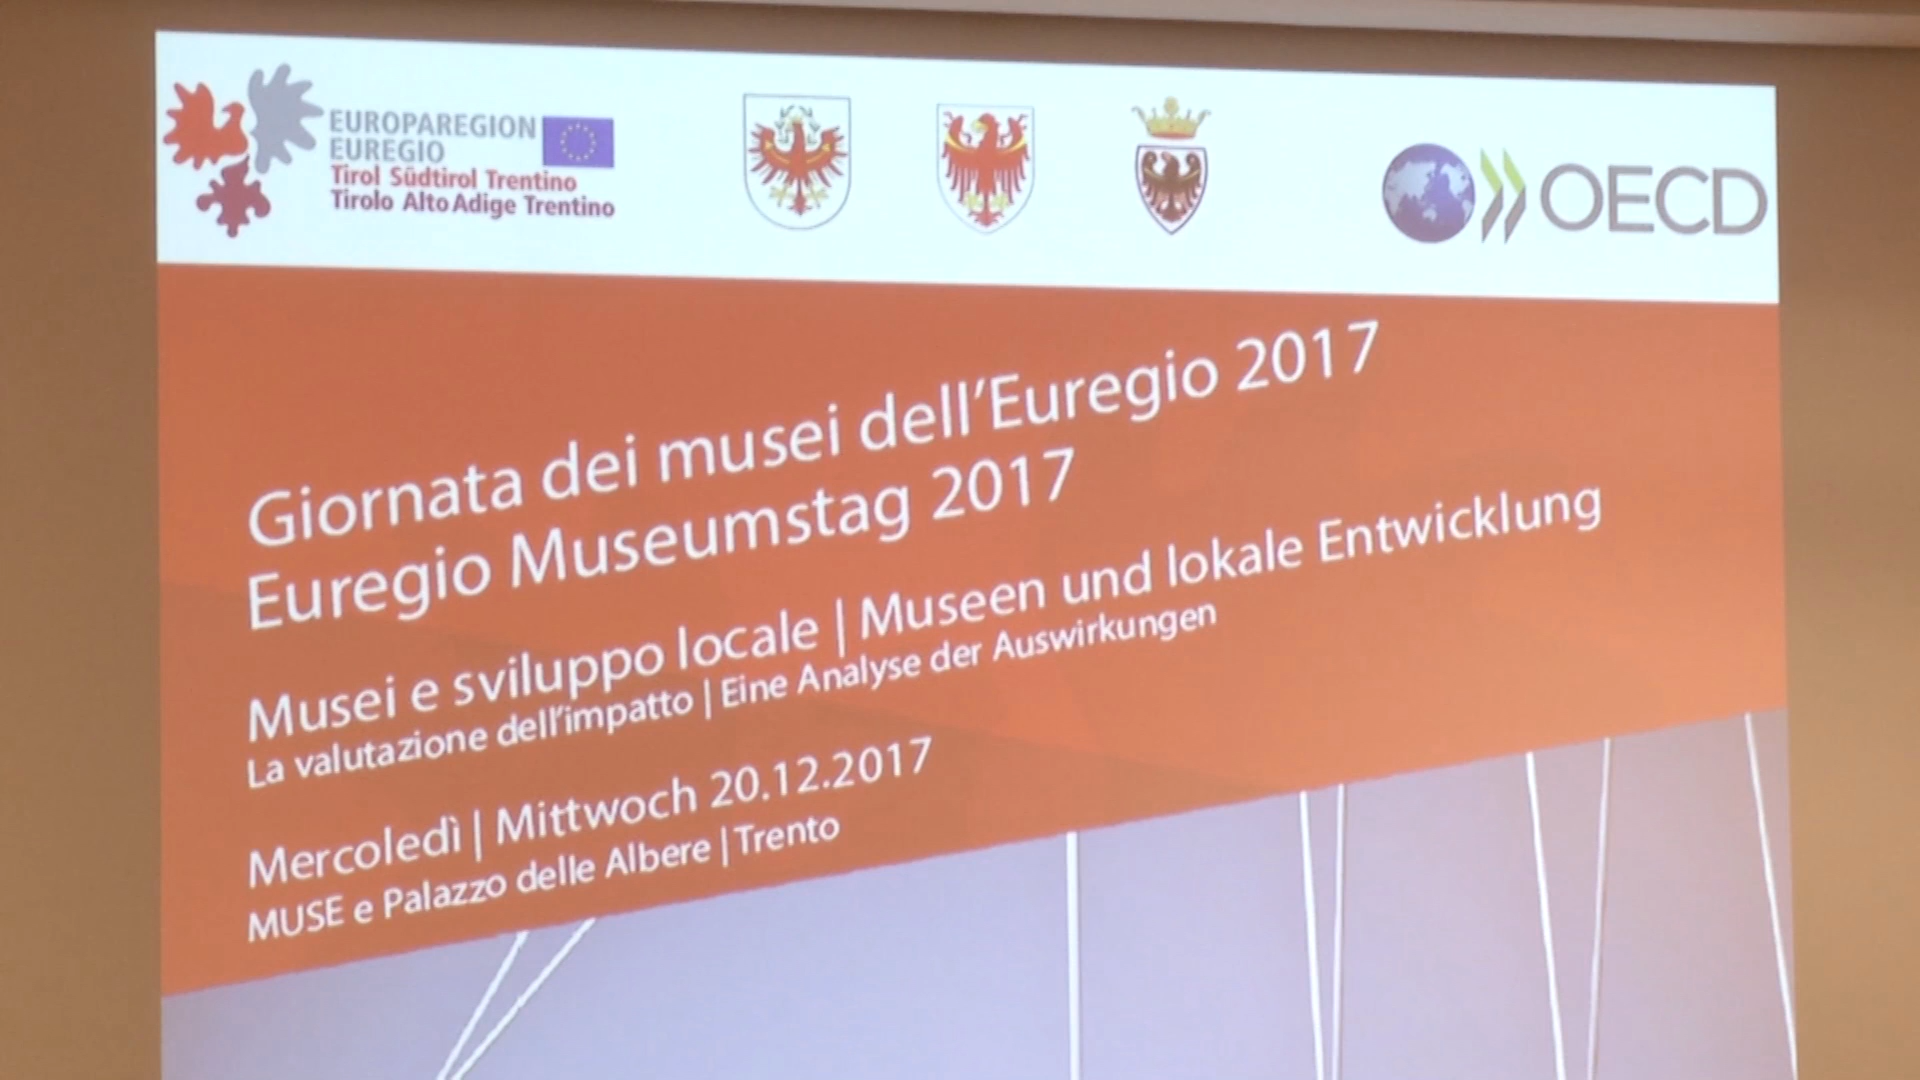 EUROPAREGION
EUREGIO
Tirol Südtirol Trentino
Tirolo Alto Adige Trentino
OECD
Giornata dei musei dell'Euregio 2017
Euregio Museumstag 2017
Musei e sviluppo locale | Museen und lokale Entwicklung
La valutazione dell'impatto | Eine Analyse der Auswirkungen
Mercoledì | Mittwoch 20.12.2017
MUSE e Palazzo delle Albere | Trento